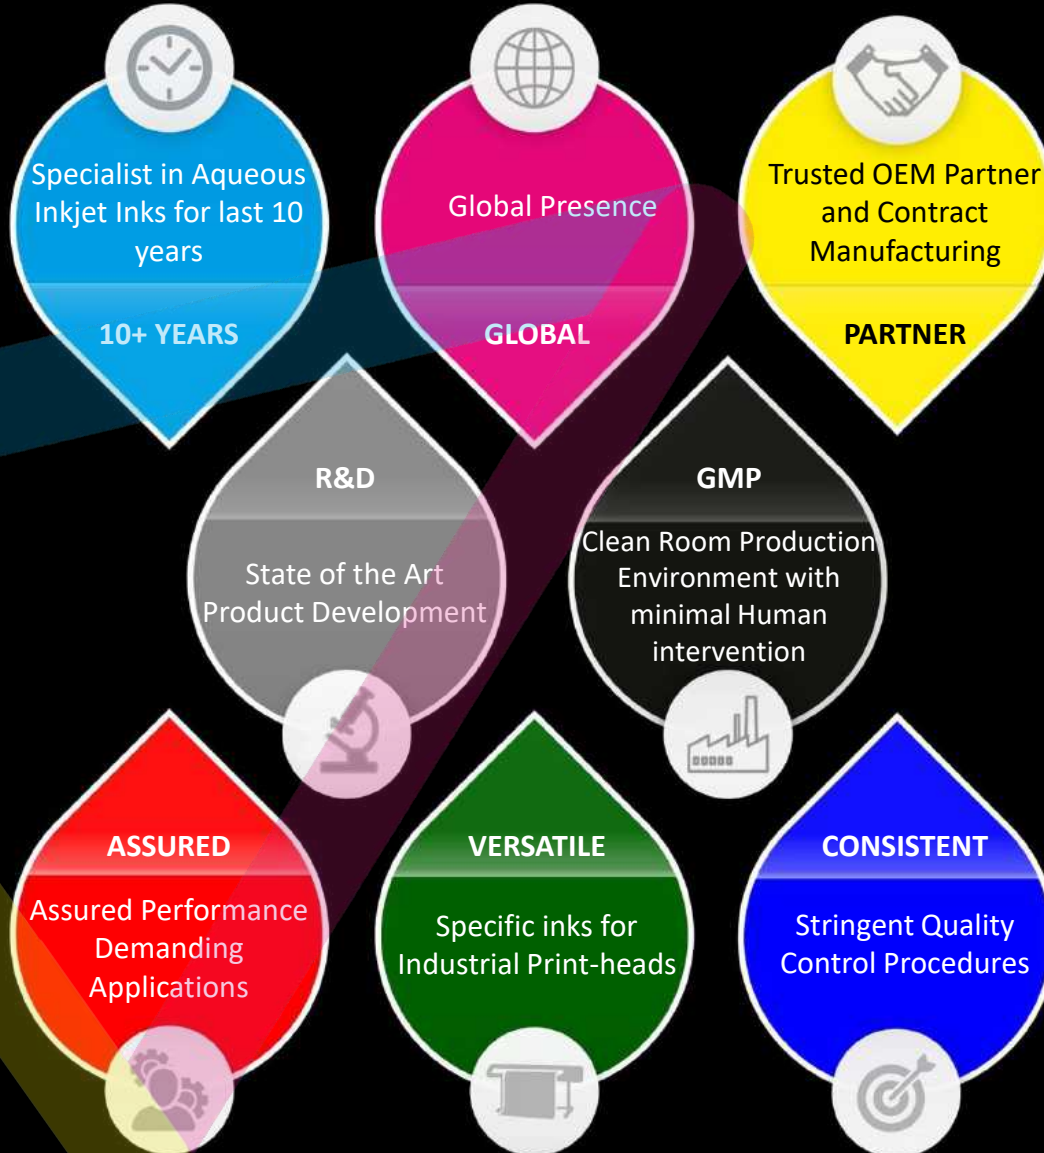 Specialist in Aqueous
Inkjet Inks for last 10
years
10+ YEARS
Global Presence
GLOBAL
Trusted OEM Partner
and Contract
Manufacturing
PARTNER
R&D
State of the Art
Product Development
GMP
Clean Room Production
Environment with
minimal Human
intervention
ASSURED
Assured Performance
Demanding
Applications
VERSATILE
Specific inks for
Industrial Print-heads
CONSISTENT
Stringent Quality
Control Procedures